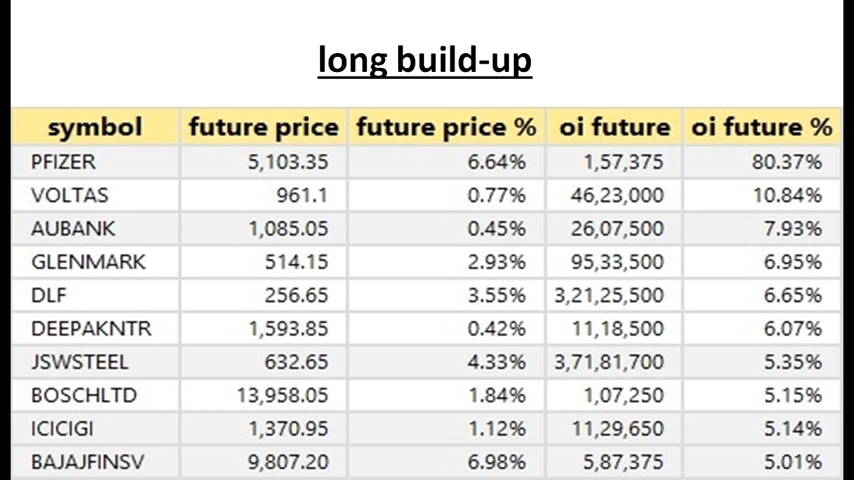 long build-up
symbol future price future price % oi future oi future %
PFIZER 5,103.35 6.64% 1,57,375 80.37%
VOLTAS 961.1 0.77% 46,23,000 10.84%
AUBANK 1,085.05 0.45% 26,07,500 7.93%
GLENMARK 514.15 2.93% 95,33,500 6.95%
DLF 256.65 3.55% 3,21,25,500 6.65%
DEEPAKNTR 1,593.85 0.42% 11,18,500 6.07%
JSWSTEEL 632.65 4.33% 3,71,81,700 5.35%
BOSCHLTD 13,958.05 1.84% 1,07,250 5.15%
ICICIGI 1,370.95 1.12% 11,29,650 5.14%
BAJAJFINSV 9,807.20 6.98% 5,87,375 5.01%